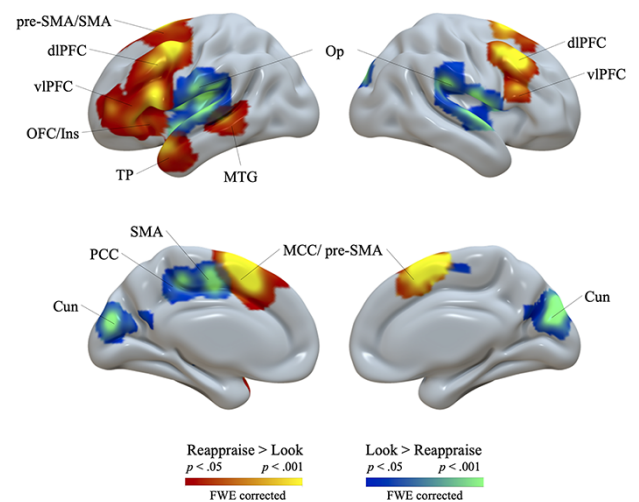 pre-SMA/SMA
dlPFC
vlPFC
OFC/Ins
TP
MTG
Op
dlPFC
vlPFC
SMA
PCC
Cun
MCC/ pre-SMA
Cun
Reappraise > Look
p < .05 p < .001
FWE corrected
Look > Reappraise
p < .05 p < .001
FWE corrected